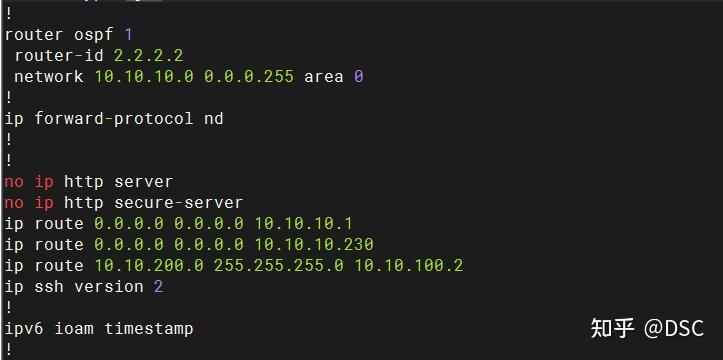 !
router ospf 1
 router-id 2.2.2.2
 network 10.10.10.0 0.0.0.255 area 0
!
ip forward-protocol nd
!
!
no ip http server
no ip http secure-server
ip route 0.0.0.0 0.0.0.0 10.10.10.1
ip route 0.0.0.0 0.0.0.0 10.10.10.230
ip route 10.10.200.0 255.255.255.0 10.10.100.2
ip ssh version 2
!
ipv6 ioam timestamp
!
知乎 @DSC